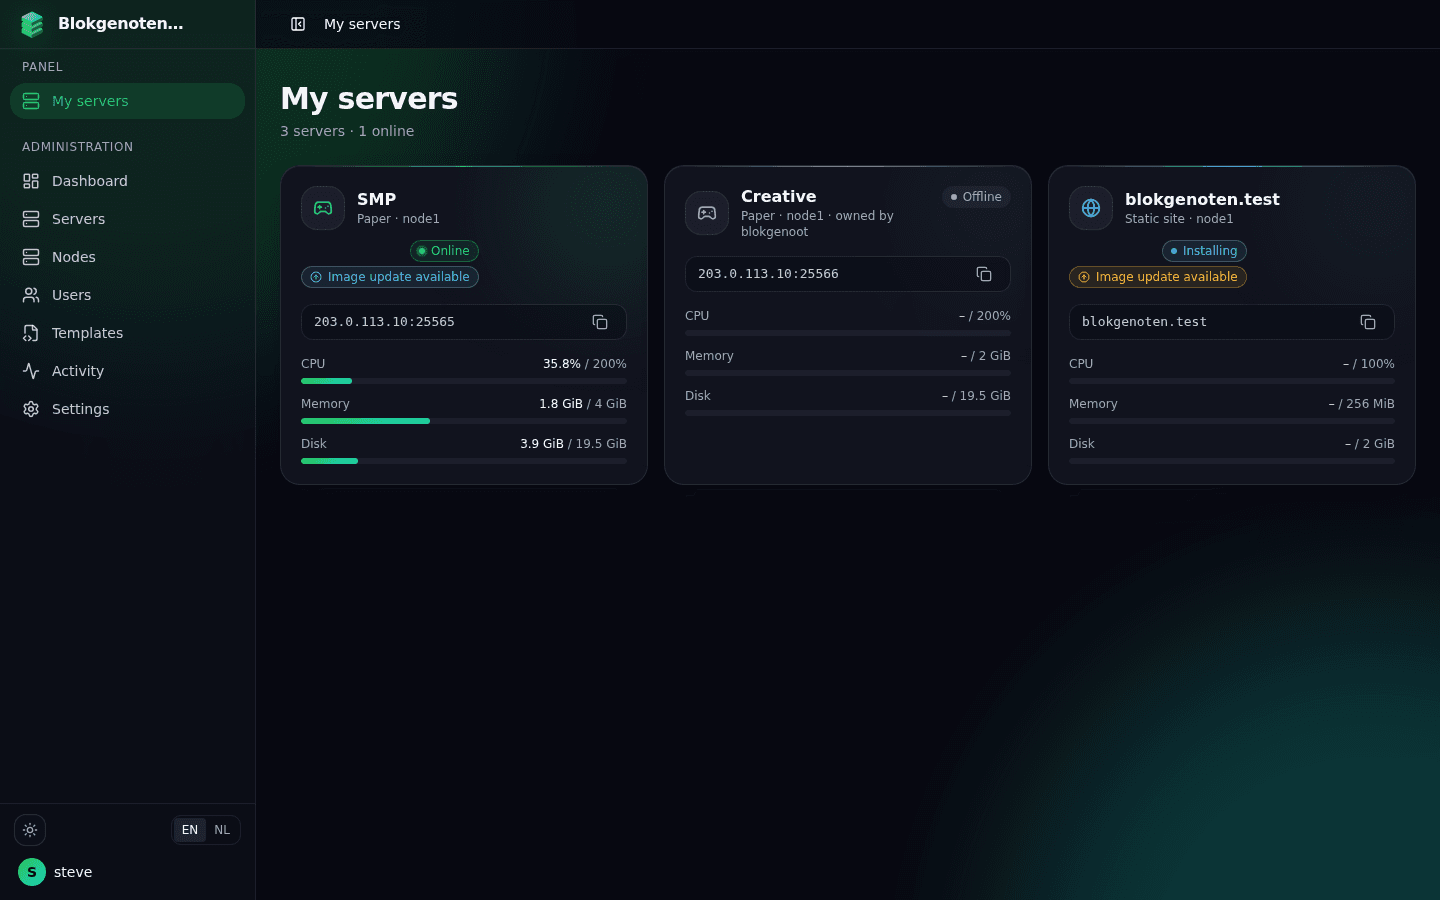 Blokgenoten…
My servers
PANEL
My servers
ADMINISTRATION
Dashboard
Servers
Nodes
Users
Templates
Activity
Settings
EN NL
S steve
My servers
3 servers · 1 online
SMP
Paper · node1
Online
Image update available
203.0.113.10:25565
CPU 35.8% / 200%
Memory 1.8 GiB / 4 GiB
Disk 3.9 GiB / 19.5 GiB
Creative
Offline
Paper · node1 · owned by
blokgenoot
203.0.113.10:25566
CPU – / 200%
Memory – / 2 GiB
Disk – / 19.5 GiB
blokgenoten.test
Static site · node1
Installing
Image update available
blokgenoten.test
CPU – / 100%
Memory – / 256 MiB
Disk – / 2 GiB